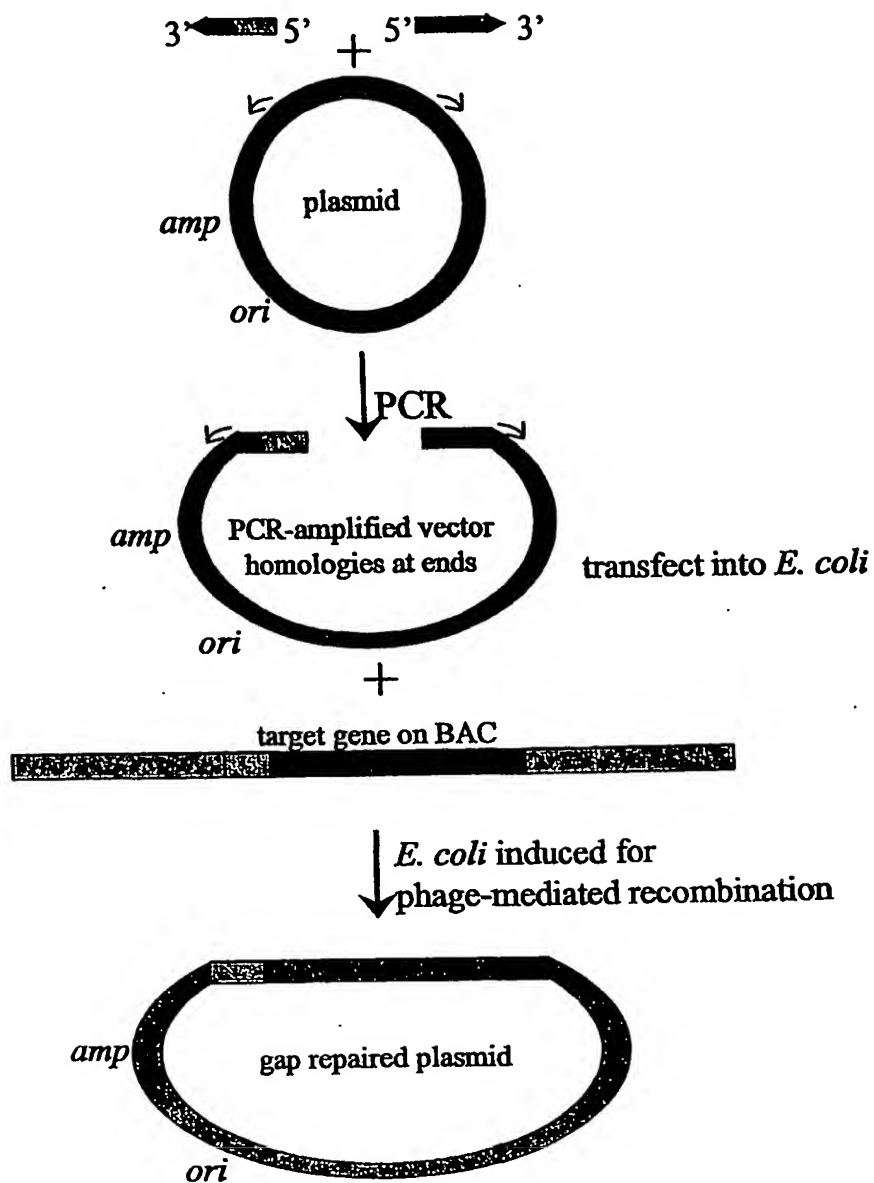 3’ 5’ 5’ 3’
+
plasmid
amp
ori
PCR
amp
PCR-amplified vector
homologies at ends
transfect into E. coli
ori
+
target gene on BAC
E. coli induced for
phage-mediated recombination
amp
gap repaired plasmid
ori